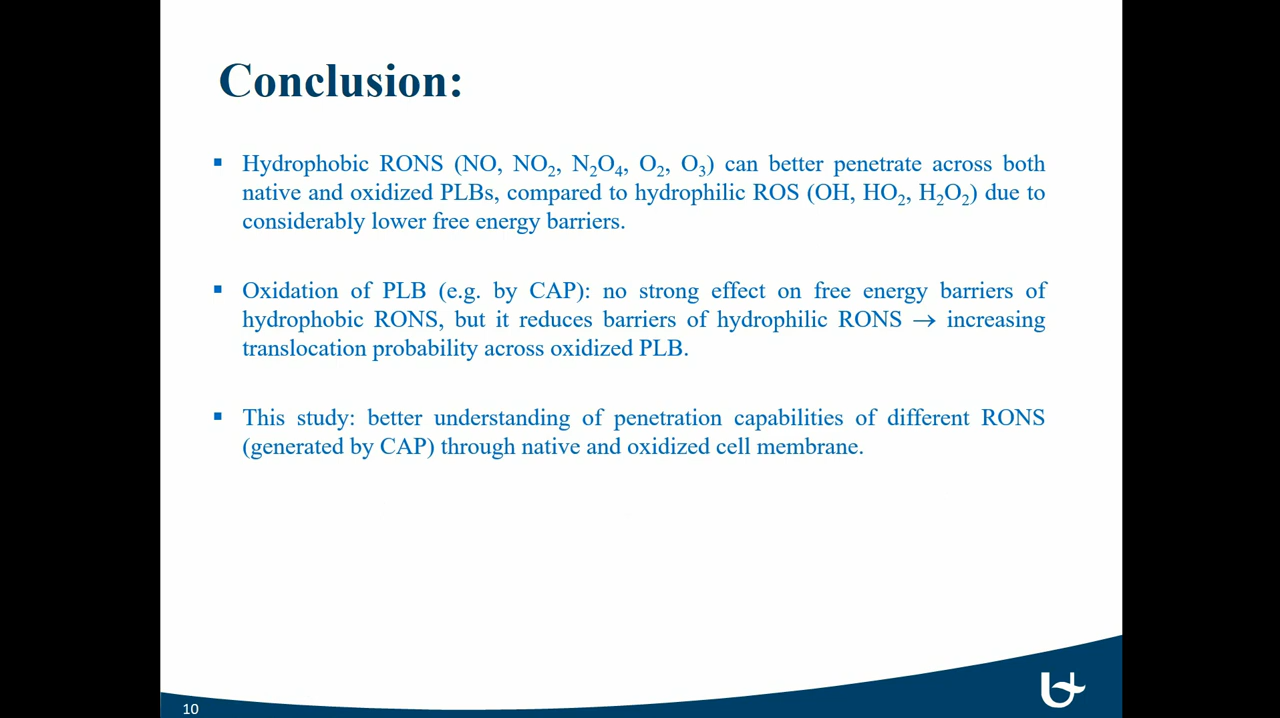 Conclusion:
▪ Hydrophobic RONS (NO, NO₂, N₂O₄, O₂, O₃) can better penetrate across both
native and oxidized PLBs, compared to hydrophilic ROS (OH, HO₂, H₂O₂) due to
considerably lower free energy barriers.
▪ Oxidation of PLB (e.g. by CAP): no strong effect on free energy barriers of
hydrophobic RONS, but it reduces barriers of hydrophilic RONS → increasing
translocation probability across oxidized PLB.
▪ This study: better understanding of penetration capabilities of different RONS
(generated by CAP) through native and oxidized cell membrane.
10